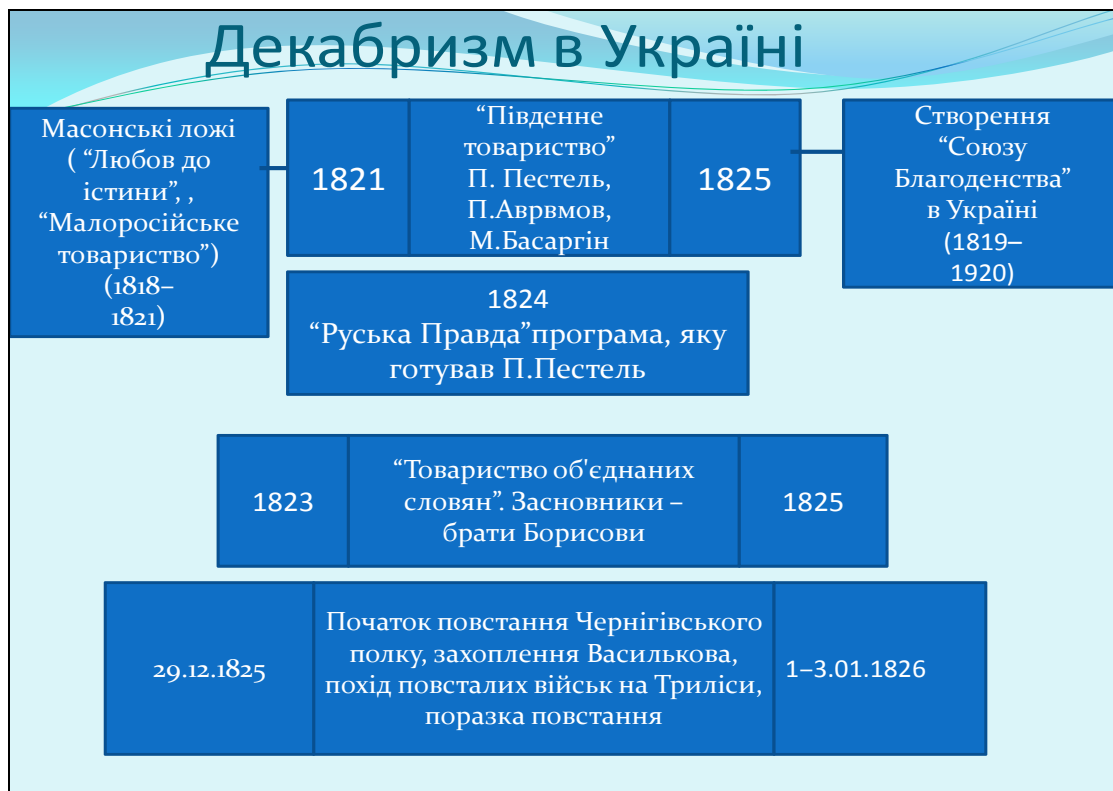 Декабризм в Україні
Масонські ложі
( “Любов до
істини”, ,
“Малоросійське
товариство”)
(1818–
1821)
1821
“Південне
товариство”
П. Пестель,
П.Аврвмов,
М.Басаргін
1825
Створення
“Союзу
Благоденства”
в Україні
(1819–
1920)
1824
“Руська Правда”програма, яку
готував П.Пестель
1823
“Товариство об'єднаних
словян”. Засновники –
брати Борисови
1825
29.12.1825
Початок повстання Чернігівського
полку, захоплення Василькова,
похід повсталих військ на Триліси,
поразка повстання
1–3.01.1826